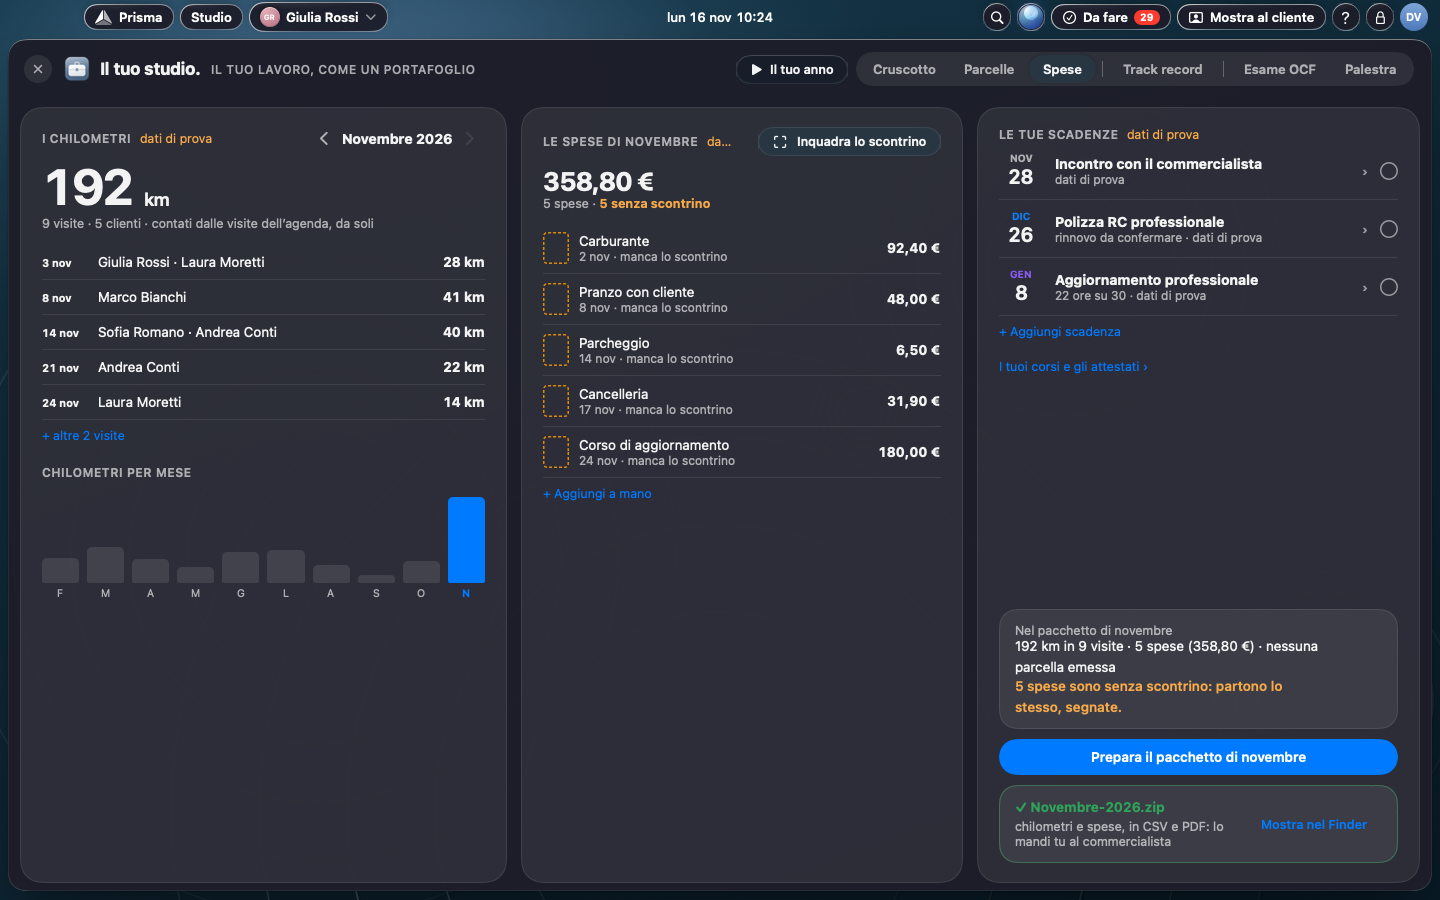 Prisma
Studio
GR Giulia Rossi
lun 16 nov 10:24
Da fare 29
Mostra al cliente
?
DV
Il tuo studio. IL TUO LAVORO, COME UN PORTAFOGLIO
Il tuo anno
Cruscotto
Parcelle
Spese
Track record
Esame OCF
Palestra
I CHILOMETRI dati di prova
Novembre 2026
192 km
9 visite · 5 clienti · contati dalle visite dell'agenda, da soli
3 nov Giulia Rossi · Laura Moretti 28 km
8 nov Marco Bianchi 41 km
14 nov Sofia Romano · Andrea Conti 40 km
21 nov Andrea Conti 22 km
24 nov Laura Moretti 14 km
+ altre 2 visite
CHILOMETRI PER MESE
F M A M G L A S O N
LE SPESE DI NOVEMBRE da...
Inquadra lo scontrino
358,80 €
5 spese · 5 senza scontrino
Carburante
2 nov · manca lo scontrino
92,40 €
Pranzo con cliente
8 nov · manca lo scontrino
48,00 €
Parcheggio
14 nov · manca lo scontrino
6,50 €
Cancelleria
17 nov · manca lo scontrino
31,90 €
Corso di aggiornamento
24 nov · manca lo scontrino
180,00 €
+ Aggiungi a mano
LE TUE SCADENZE dati di prova
NOV
28
Incontro con il commercialista
dati di prova
DIC
26
Polizza RC professionale
rinnovo da confermare · dati di prova
GEN
8
Aggiornamento professionale
22 ore su 30 · dati di prova
+ Aggiungi scadenza
I tuoi corsi e gli attestati ›
Nel pacchetto di novembre
192 km in 9 visite · 5 spese (358,80 €) · nessuna
parcella emessa
5 spese sono senza scontrino: partono lo
stesso, segnate.
Prepara il pacchetto di novembre
✓ Novembre-2026.zip
chilometri e spese, in CSV e PDF: lo
mandi tu al commercialista
Mostra nel Finder